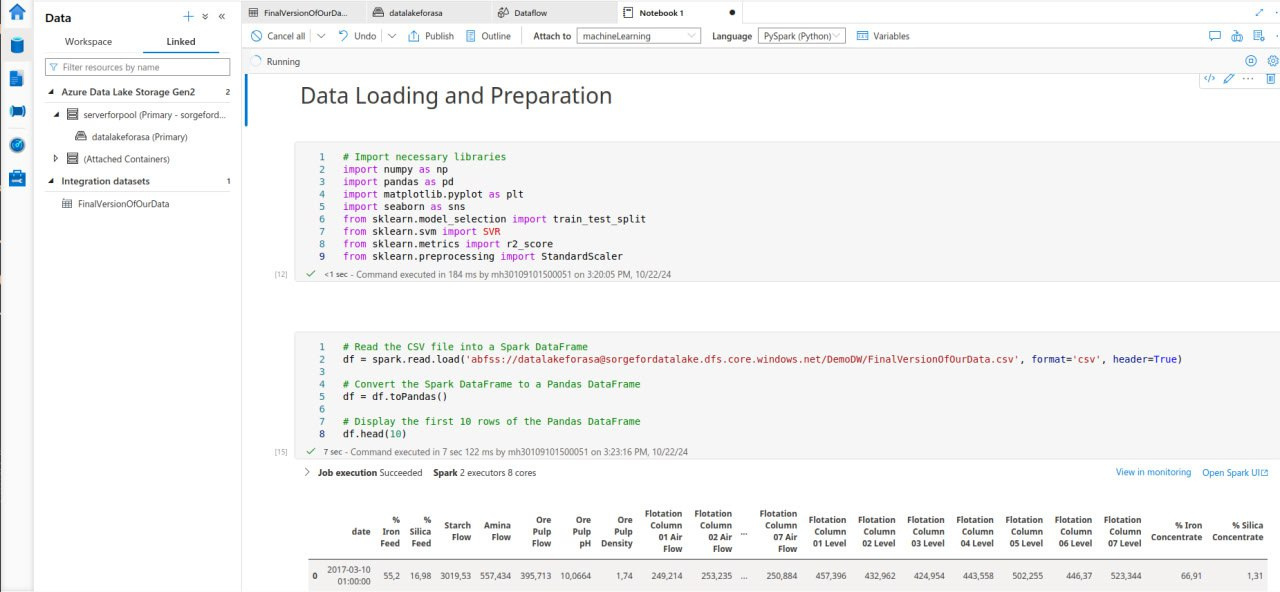 Data
Workspace
Linked
Filter resources by name
Azure Data Lake Storage Gen2 2
serverforpool (Primary - sorgeford...
datalakeforasa (Primary)
(Attached Containers)
Integration datasets 1
FinalVersionOfOurData
FinalVersionOfOurDa...
datalakeforasa
Dataflow
Notebook 1
Cancel all
Undo
Publish
Outline
Attach to
machineLearning
Language
PySpark (Python)
Variables
Running
Data Loading and Preparation
1 # Import necessary libraries
2 import numpy as np
3 import pandas as pd
4 import matplotlib.pyplot as plt
5 import seaborn as sns
6 from sklearn.model_selection import train_test_split
7 from sklearn.svm import SVR
8 from sklearn.metrics import r2_score
9 from sklearn.preprocessing import StandardScaler
[12] <1 sec - Command executed in 184 ms by mh30109101500051 on 3:20:05 PM, 10/22/24
1 # Read the CSV file into a Spark DataFrame
2 df = spark.read.load('abfss://datalakeforasa@sorgefordatalake.dfs.core.windows.net/DemoDW/FinalVersionOfOurData.csv', format='csv', header=True)
3
4 # Convert the Spark DataFrame to a Pandas DataFrame
5 df = df.toPandas()
6
7 # Display the first 10 rows of the Pandas DataFrame
8 df.head(10)
[15] 7 sec - Command executed in 7 sec 122 ms by mh30109101500051 on 3:23:16 PM, 10/22/24
Job execution Succeeded Spark 2 executors 8 cores
View in monitoring Open Spark UI
date
% Iron Feed
% Silica Feed
Starch Flow
Amina Flow
Ore Pulp Flow
Ore Pulp pH
Ore Pulp Density
Flotation Column 01 Air Flow
Flotation Column 02 Air Flow
...
Flotation Column 07 Air Flow
Flotation Column 01 Level
Flotation Column 02 Level
Flotation Column 03 Level
Flotation Column 04 Level
Flotation Column 05 Level
Flotation Column 06 Level
Flotation Column 07 Level
% Iron Concentrate
% Silica Concentrate
0 2017-03-10 01:00:00 55,2 16,98 3019,53 557,434 395,713 10,0664 1,74 249,214 253,235 ... 250,884 457,396 432,962 424,954 443,558 502,255 446,37 523,344 66,91 1,31